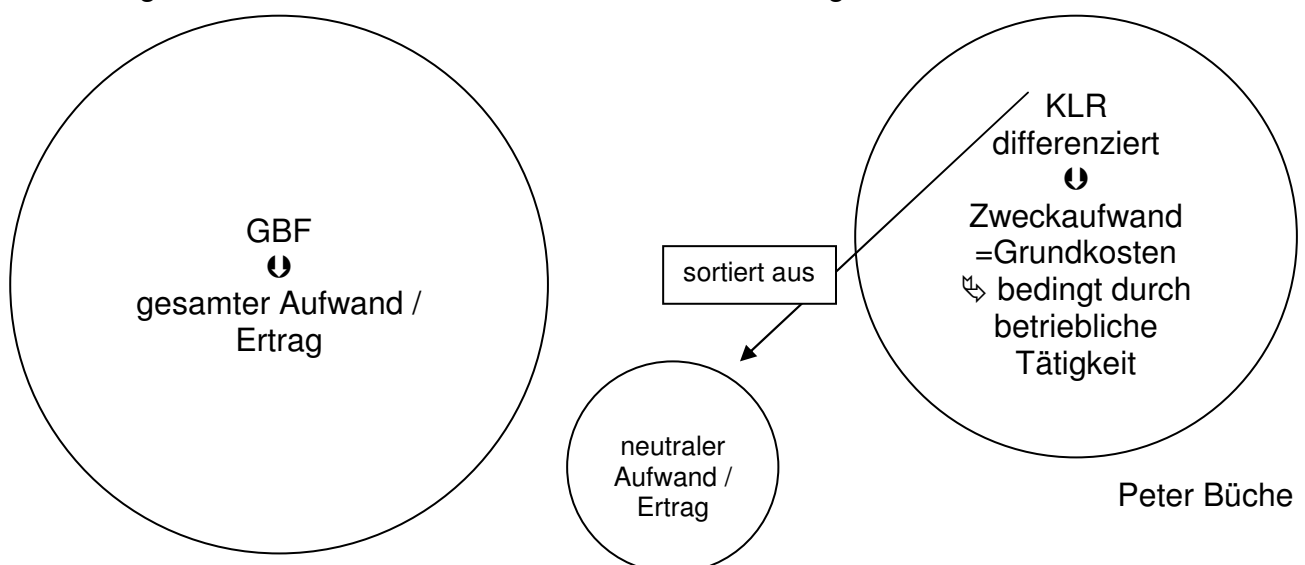 GBF
⬇
gesamter Aufwand /
Ertrag
sortiert aus
neutraler
Aufwand /
Ertrag
KLR
differenziert
⬇
Zweckaufwand
=Grundkosten
↳ bedingt durch
betriebliche
Tätigkeit
Peter Büche